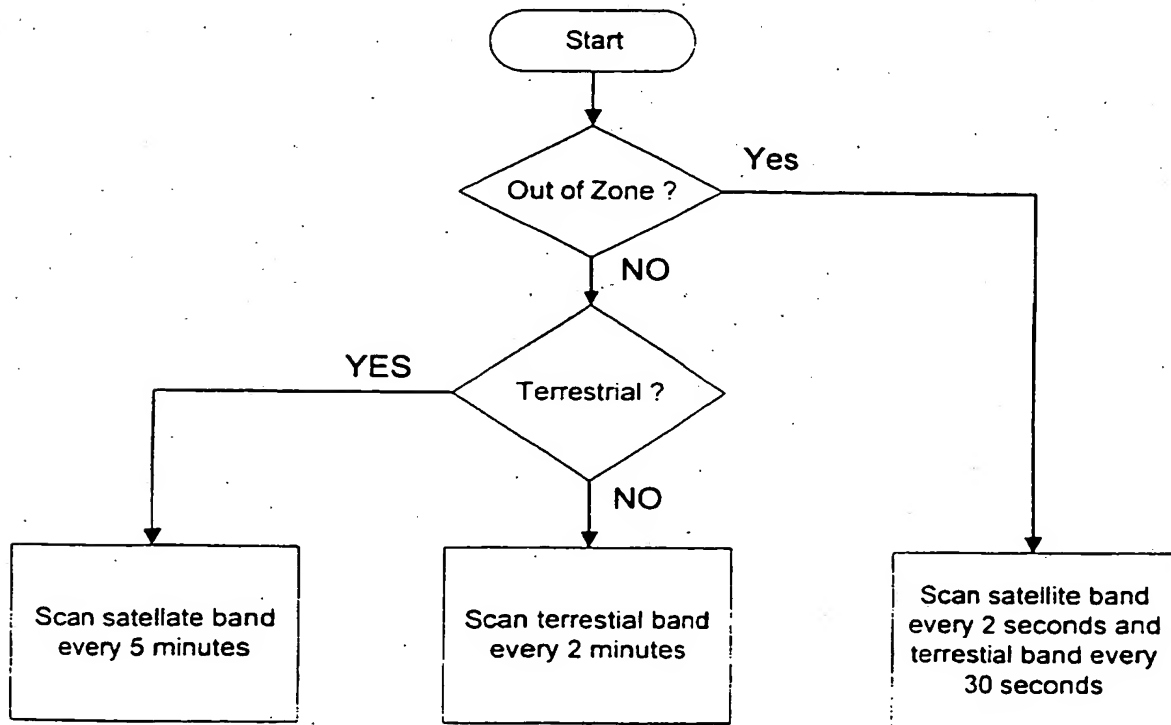 Start
Out of Zone ?
Yes
NO
YES
Terrestrial ?
NO
Scan satellate band
every 5 minutes
Scan terrestial band
every 2 minutes
Scan satellite band
every 2 seconds and
terrestial band every
30 seconds